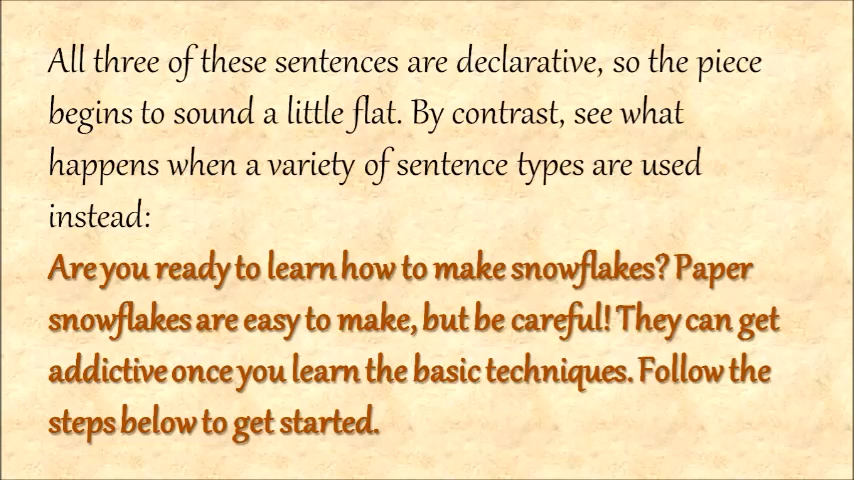 All three of these sentences are declarative, so the piece
begins to sound a little flat. By contrast, see what
happens when a variety of sentence types are used
instead:
Are you ready to learn how to make snowflakes? Paper
snowflakes are easy to make, but be careful! They can get
addictive once you learn the basic techniques. Follow the
steps below to get started.